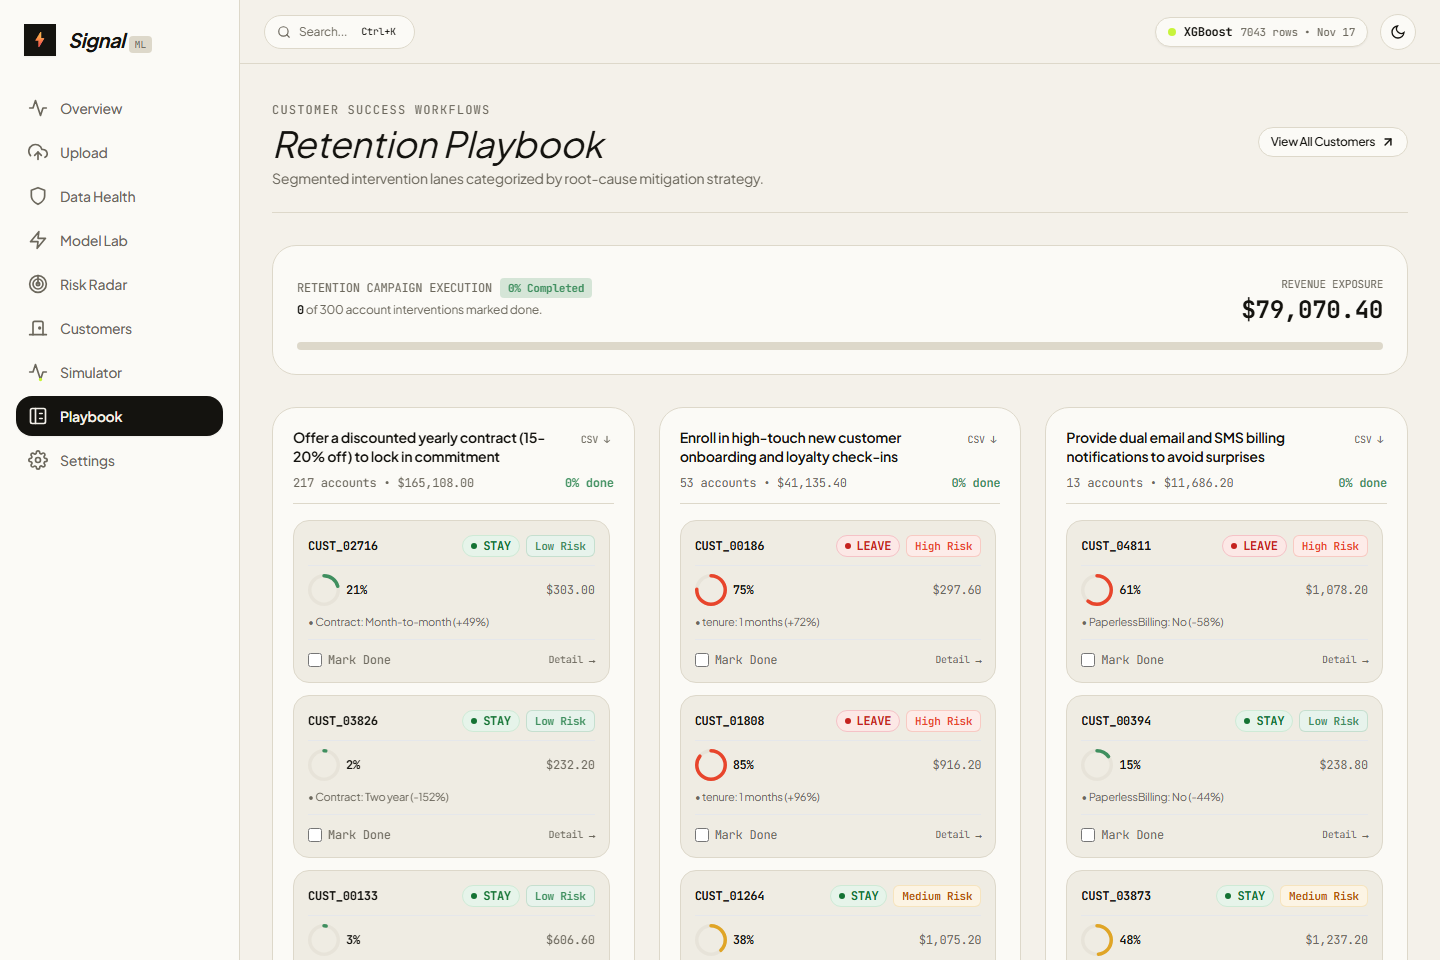 Signal ML
Overview
Upload
Data Health
Model Lab
Risk Radar
Customers
Simulator
Playbook
Settings
Search... Ctrl+K
XGBoost 7043 rows • Nov 17
CUSTOMER SUCCESS WORKFLOWS
Retention Playbook
Segmented intervention lanes categorized by root-cause mitigation strategy.
View All Customers
RETENTION CAMPAIGN EXECUTION 0% Completed
0 of 300 account interventions marked done.
REVENUE EXPOSURE
$79,070.40
Offer a discounted yearly contract (15-
20% off) to lock in commitment
CSV ↓
217 accounts • $165,108.00 0% done
CUST_02716 • STAY Low Risk
21% $303.00
• Contract: Month-to-month (+49%)
Mark Done Detail →
CUST_03826 • STAY Low Risk
2% $232.20
• Contract: Two year (-152%)
Mark Done Detail →
CUST_00133 • STAY Low Risk
3% $606.60
Enroll in high-touch new customer
onboarding and loyalty check-ins
CSV ↓
53 accounts • $41,135.40 0% done
CUST_00186 • LEAVE High Risk
75% $297.60
• tenure: 1 months (+72%)
Mark Done Detail →
CUST_01808 • LEAVE High Risk
85% $916.20
• tenure: 1 months (+96%)
Mark Done Detail →
CUST_01264 • STAY Medium Risk
38% $1,075.20
Provide dual email and SMS billing
notifications to avoid surprises
CSV ↓
13 accounts • $11,686.20 0% done
CUST_04811 • LEAVE High Risk
61% $1,078.20
• PaperlessBilling: No (-58%)
Mark Done Detail →
CUST_00394 • STAY Low Risk
15% $238.80
• PaperlessBilling: No (-44%)
Mark Done Detail →
CUST_03873 • STAY Medium Risk
48% $1,237.20